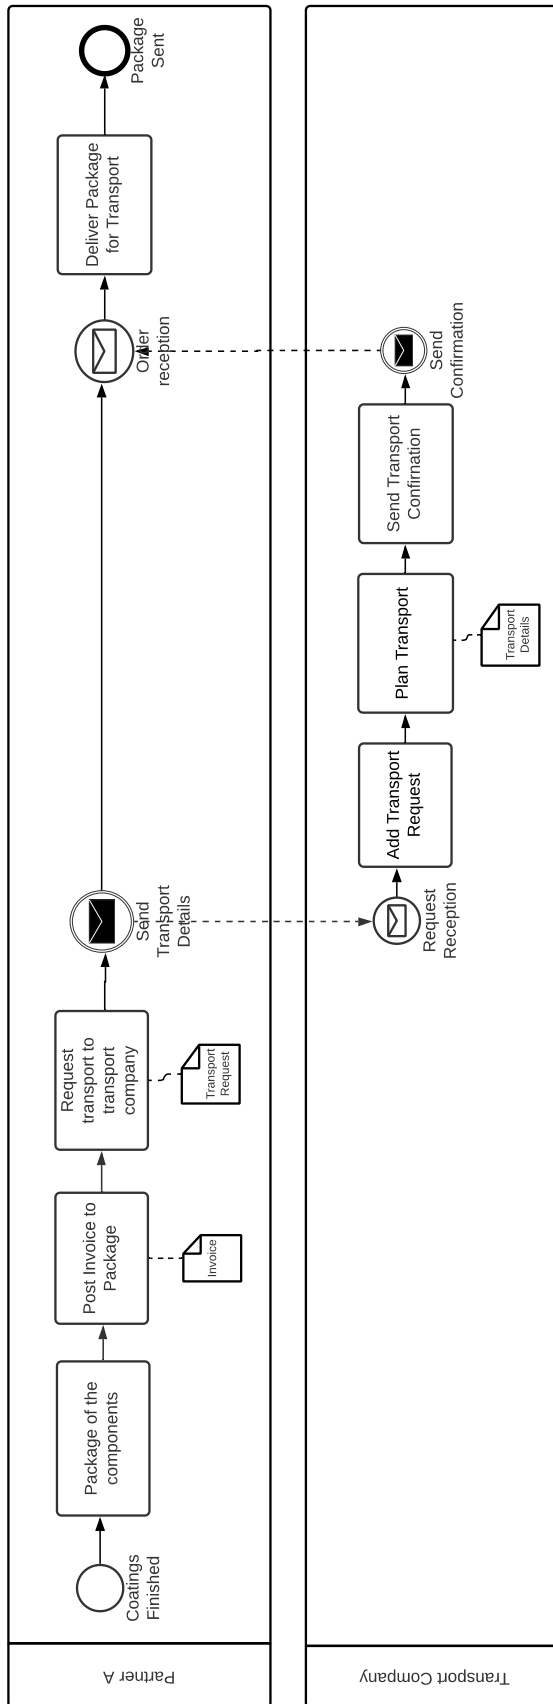 Partner A
Coatings
Finished
Package of the
components
Post Invoice to
Package
Invoice
Request
transport to
transport
company
Transport
Request
Send
Transport
Details
Order
reception
Deliver Package
for Transport
Package
Sent
Transport Company
Request
Reception
Add Transport
Request
Plan Transport
Transport
Details
Send Transport
Confirnation
Send
Confirmation